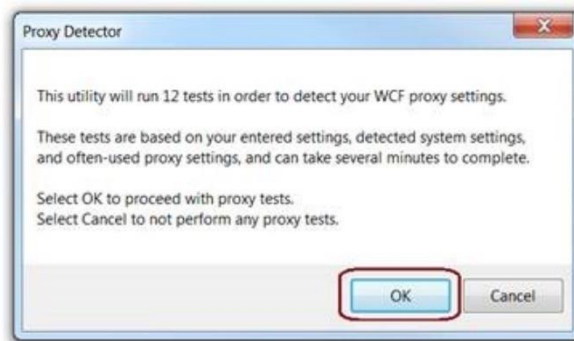 Proxy Detector
This utility will run 12 tests in order to detect your WCF proxy settings.
These tests are based on your entered settings, detected system settings,
and often-used proxy settings, and can take several minutes to complete.
Select OK to proceed with proxy tests.
Select Cancel to not perform any proxy tests.
OK
Cancel